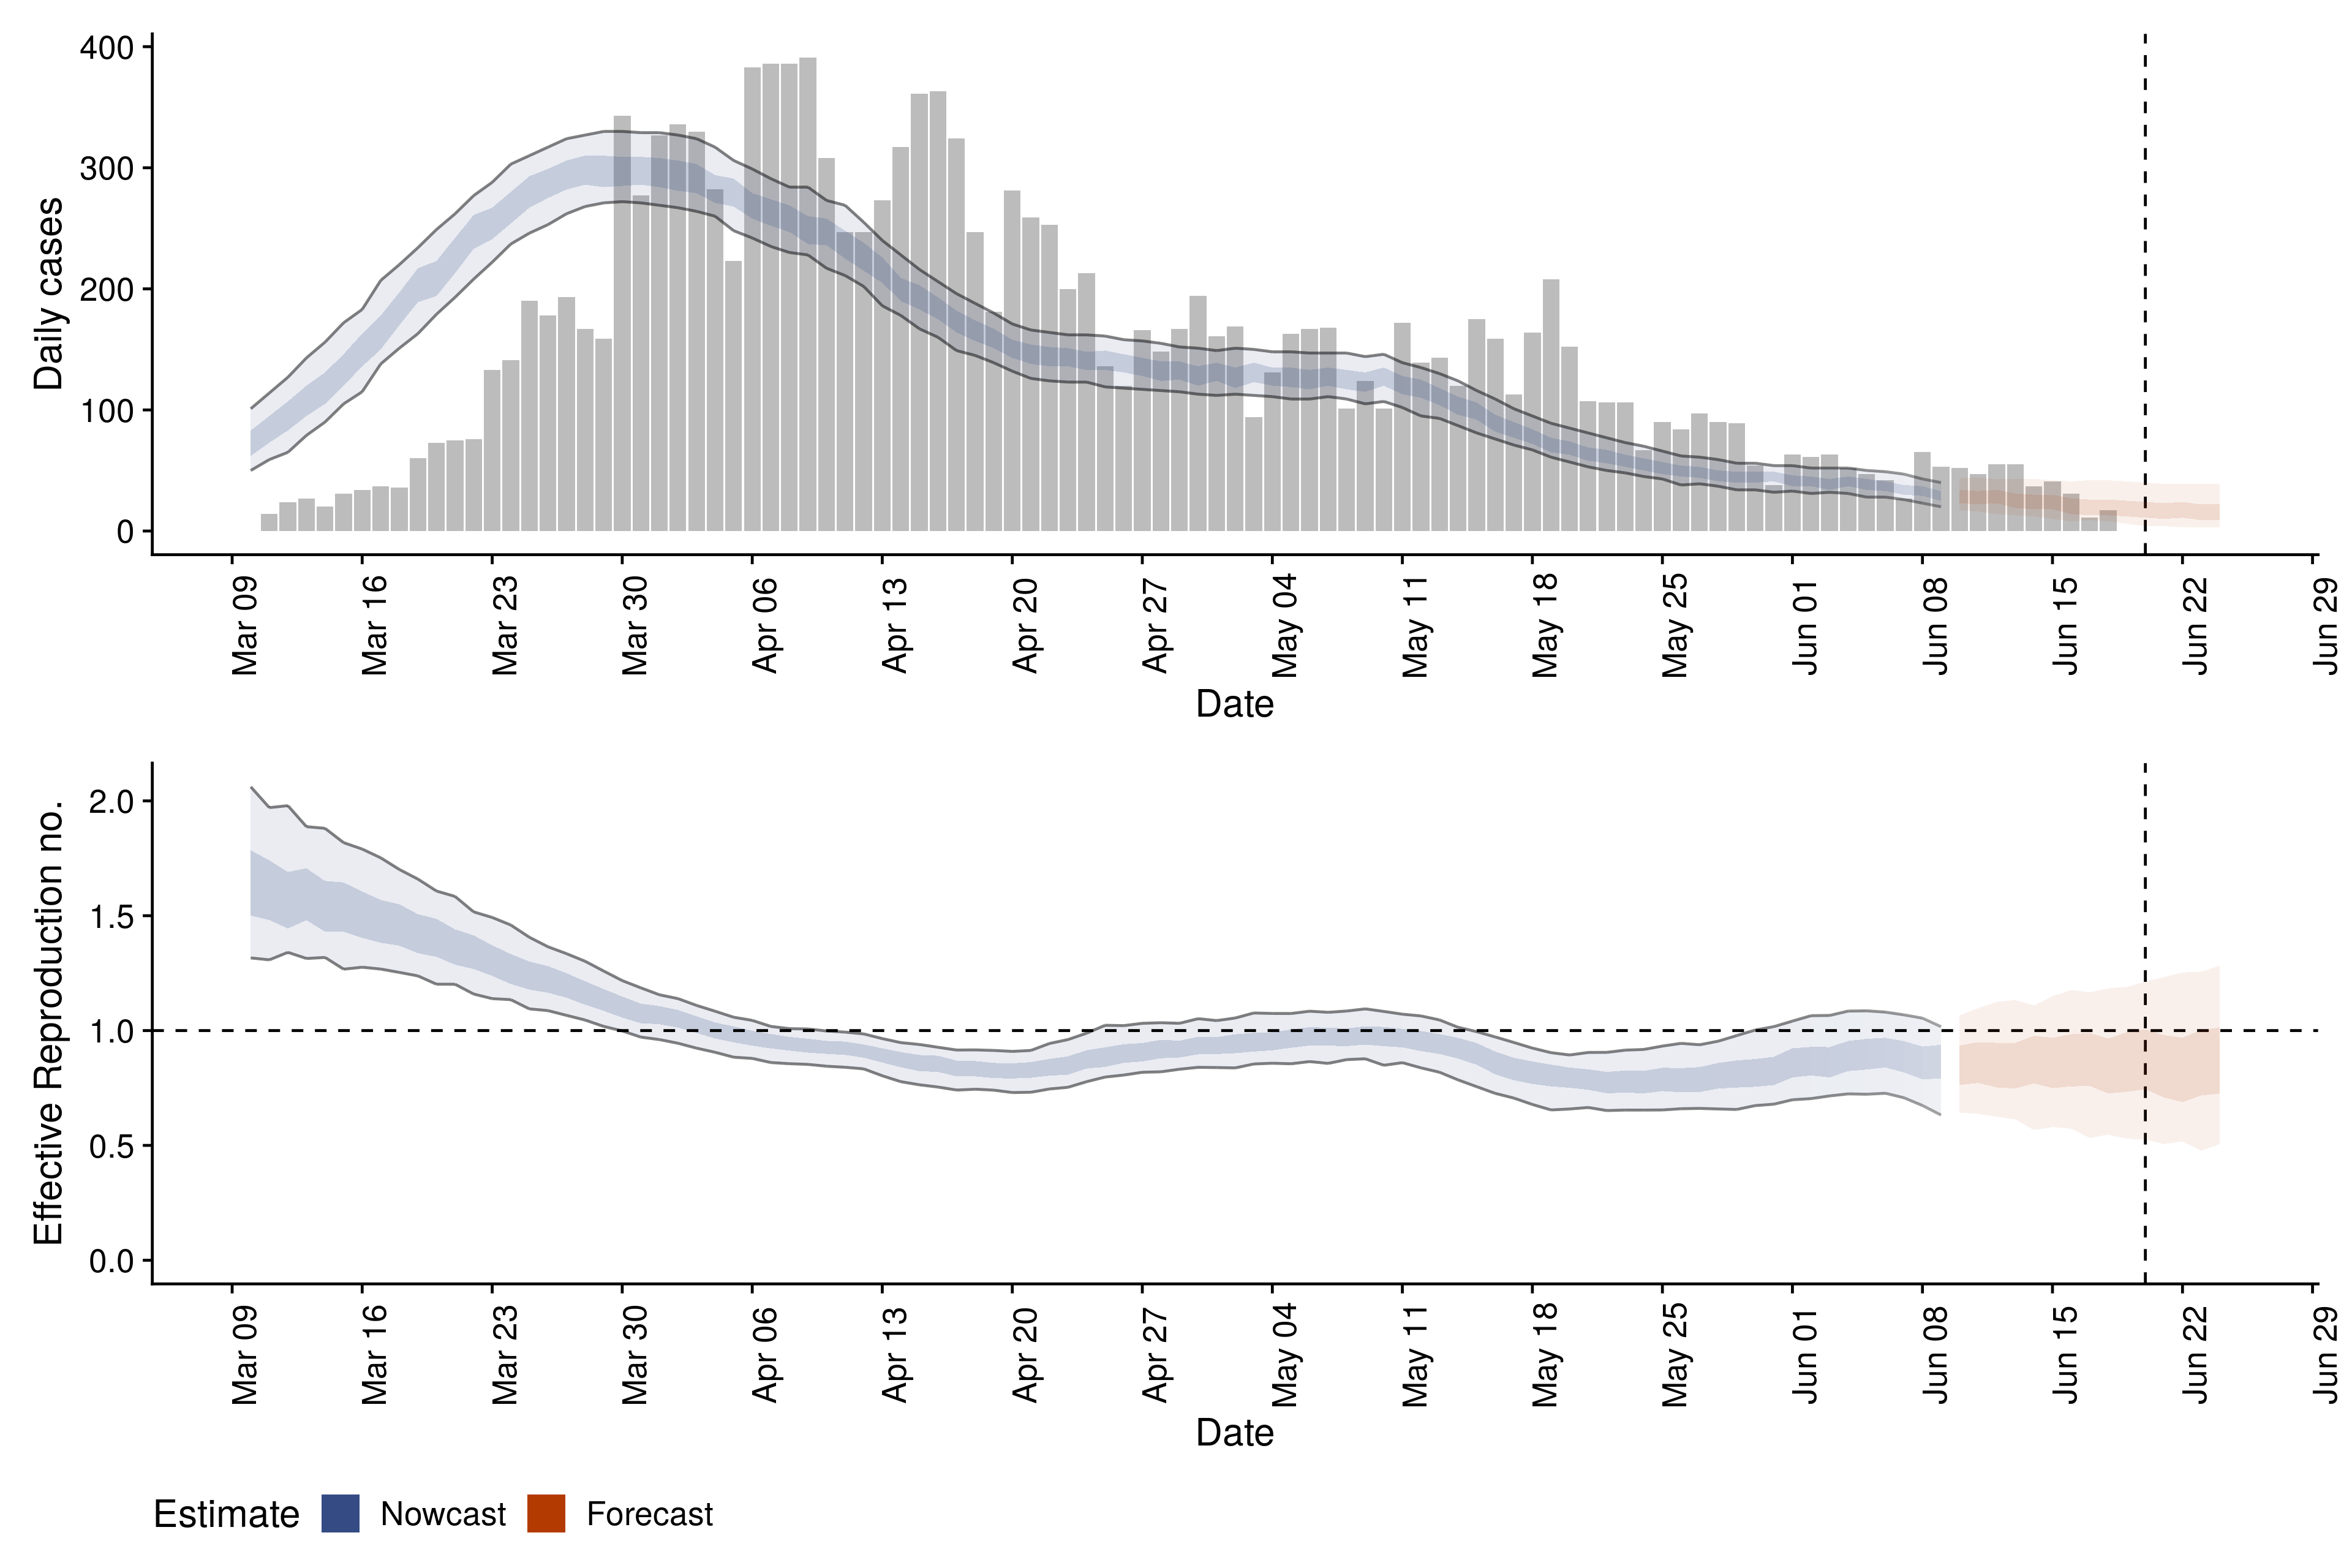 Daily cases
400
300
200
100
0
Mar 09 Mar 16 Mar 23 Mar 30 Apr 06 Apr 13 Apr 20 Apr 27 May 04 May 11 May 18 May 25 Jun 01 Jun 08 Jun 15 Jun 22 Jun 29
Date
Effective Reproduction no.
2.0
1.5
1.0
0.5
0.0
Mar 09 Mar 16 Mar 23 Mar 30 Apr 06 Apr 13 Apr 20 Apr 27 May 04 May 11 May 18 May 25 Jun 01 Jun 08 Jun 15 Jun 22 Jun 29
Date
Estimate Nowcast Forecast